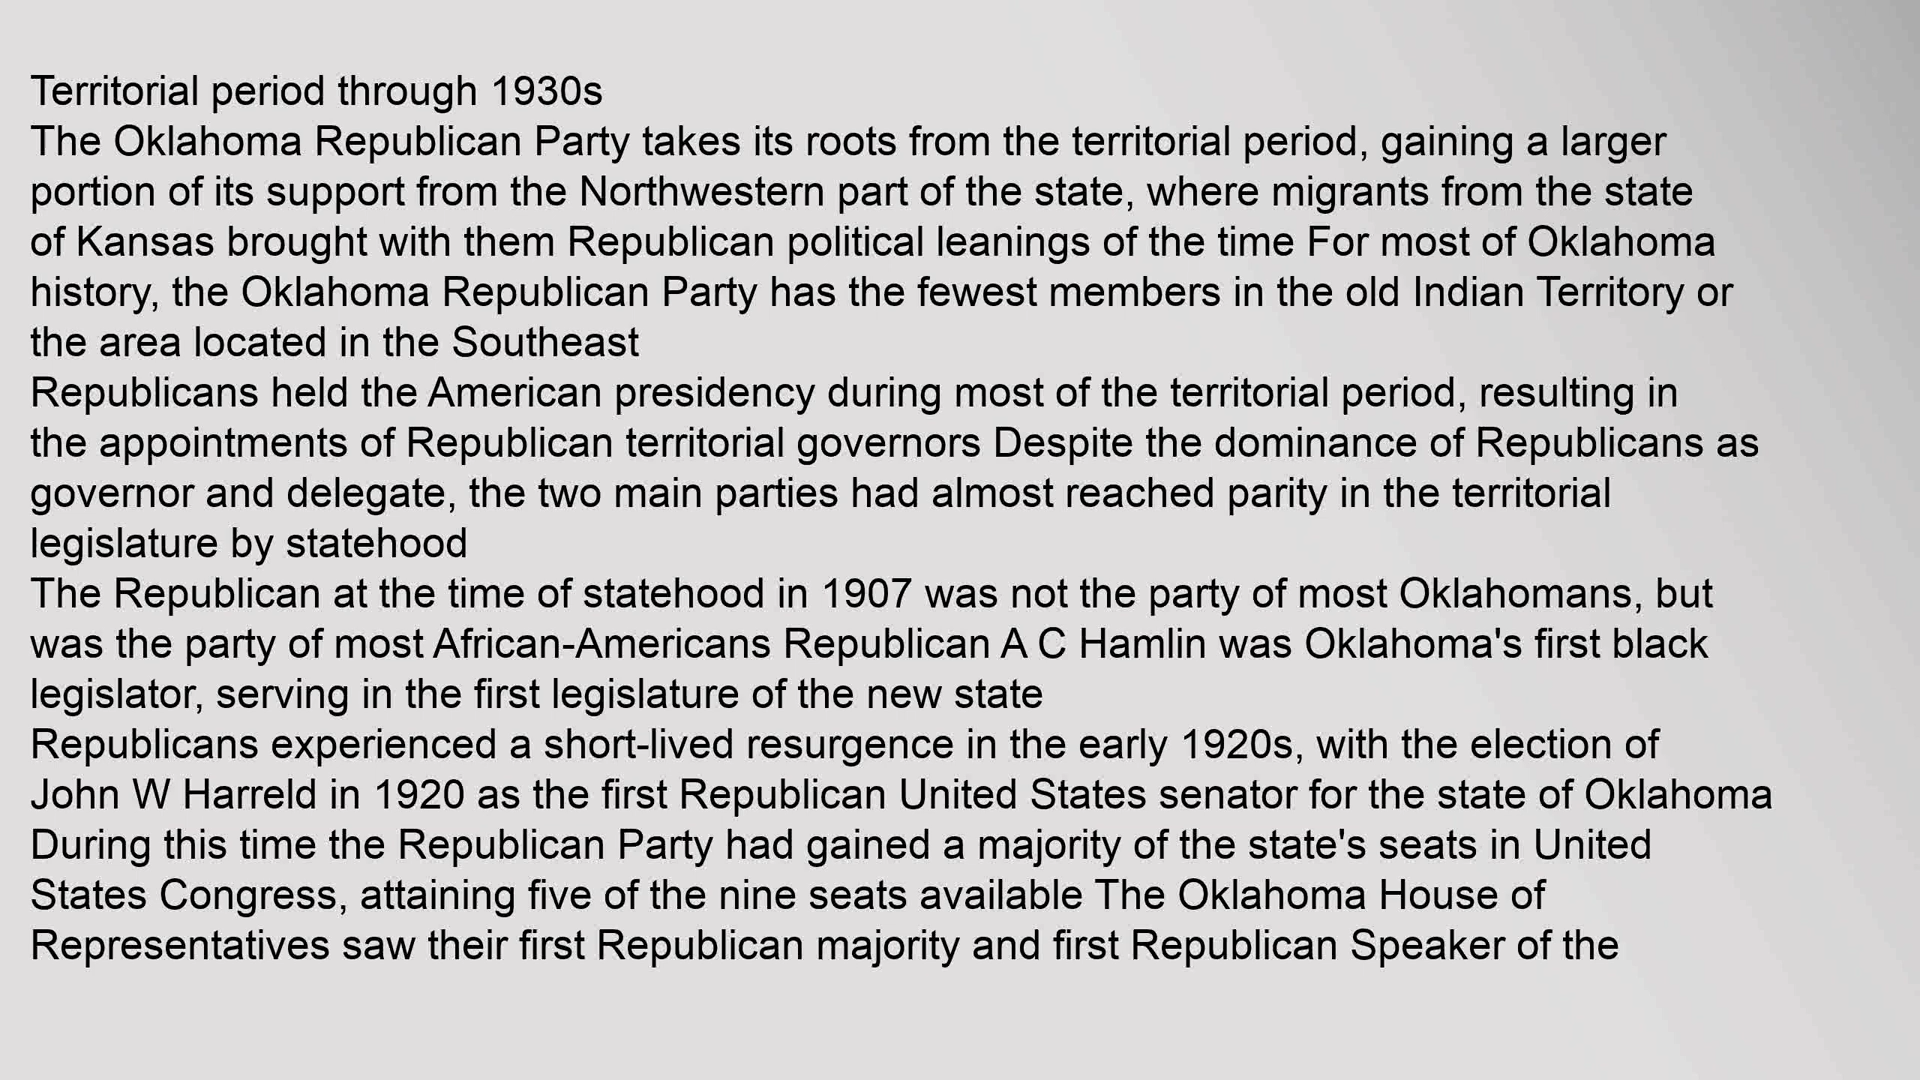 Territorial period through 1930s
The Oklahoma Republican Party takes its roots from the territorial period, gaining a larger
portion of its support from the Northwestern part of the state, where migrants from the state
of Kansas brought with them Republican political leanings of the time For most of Oklahoma
history, the Oklahoma Republican Party has the fewest members in the old Indian Territory or
the area located in the Southeast
Republicans held the American presidency during most of the territorial period, resulting in
the appointments of Republican territorial governors Despite the dominance of Republicans as
governor and delegate, the two main parties had almost reached parity in the territorial
legislature by statehood
The Republican at the time of statehood in 1907 was not the party of most Oklahomans, but
was the party of most African-Americans Republican A C Hamlin was Oklahoma's first black
legislator, serving in the first legislature of the new state
Republicans experienced a short-lived resurgence in the early 1920s, with the election of
John W Harreld in 1920 as the first Republican United States senator for the state of Oklahoma
During this time the Republican Party had gained a majority of the state's seats in United
States Congress, attaining five of the nine seats available The Oklahoma House of
Representatives saw their first Republican majority and first Republican Speaker of the